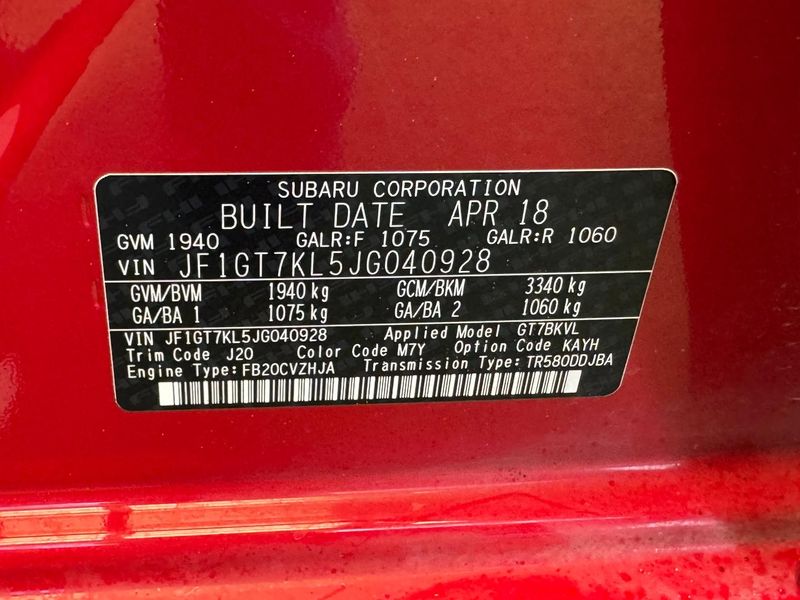 SUBARU CORPORATION
BUILT DATE APR 18
GVM 1940 GALR:F 1075 GALR:R 1060
VIN JF1GT7KL5JG040928
GVM/BVM 1940 kg GCM/BKM 3340 kg
GA/BA 1 1075 kg GA/BA 2 1060 kg
VIN JF1GT7KL5JG040928 Applied Model GT7BKVL
Trim Code J20 Color Code M7Y Option Code KAYH
Engine Type:FB20CVZHJA Transmission Type:TR580DDJBA